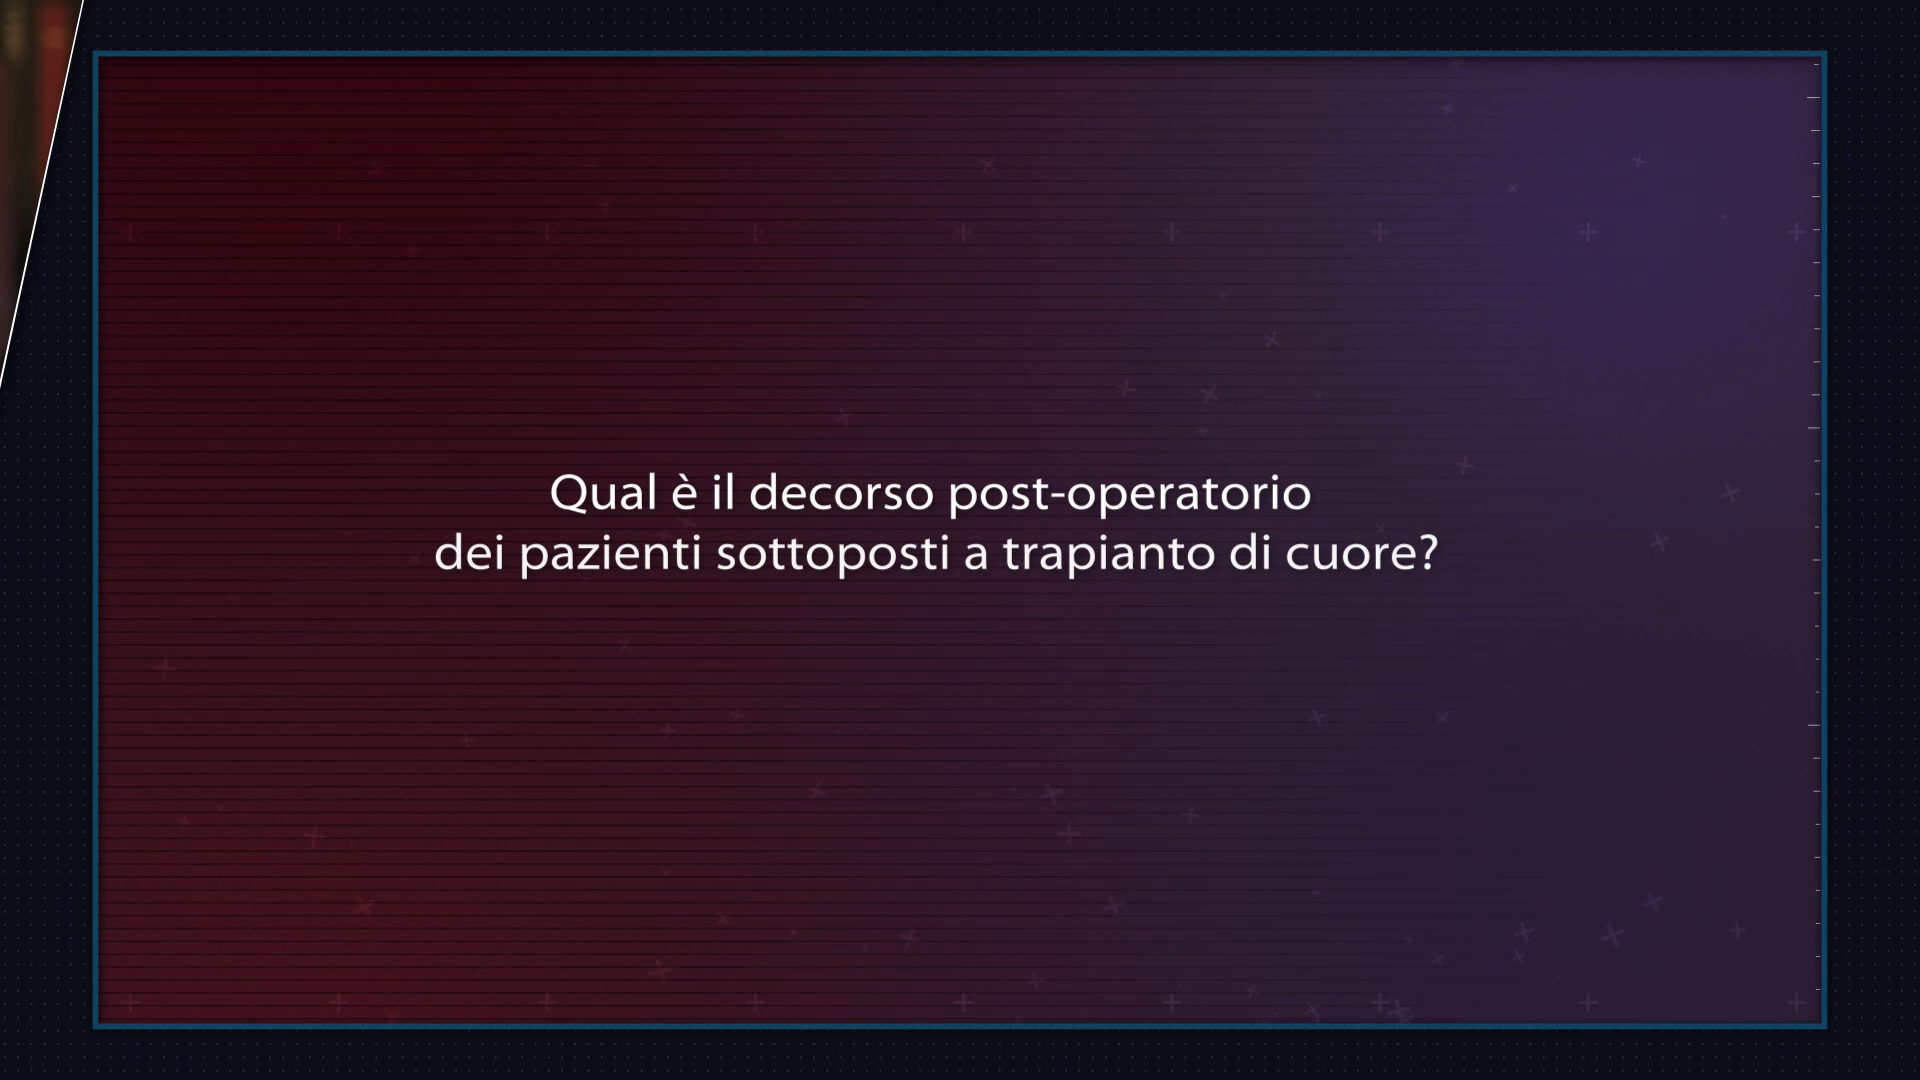 Qual è il decorso post-operatorio
dei pazienti sottoposti a trapianto di cuore?